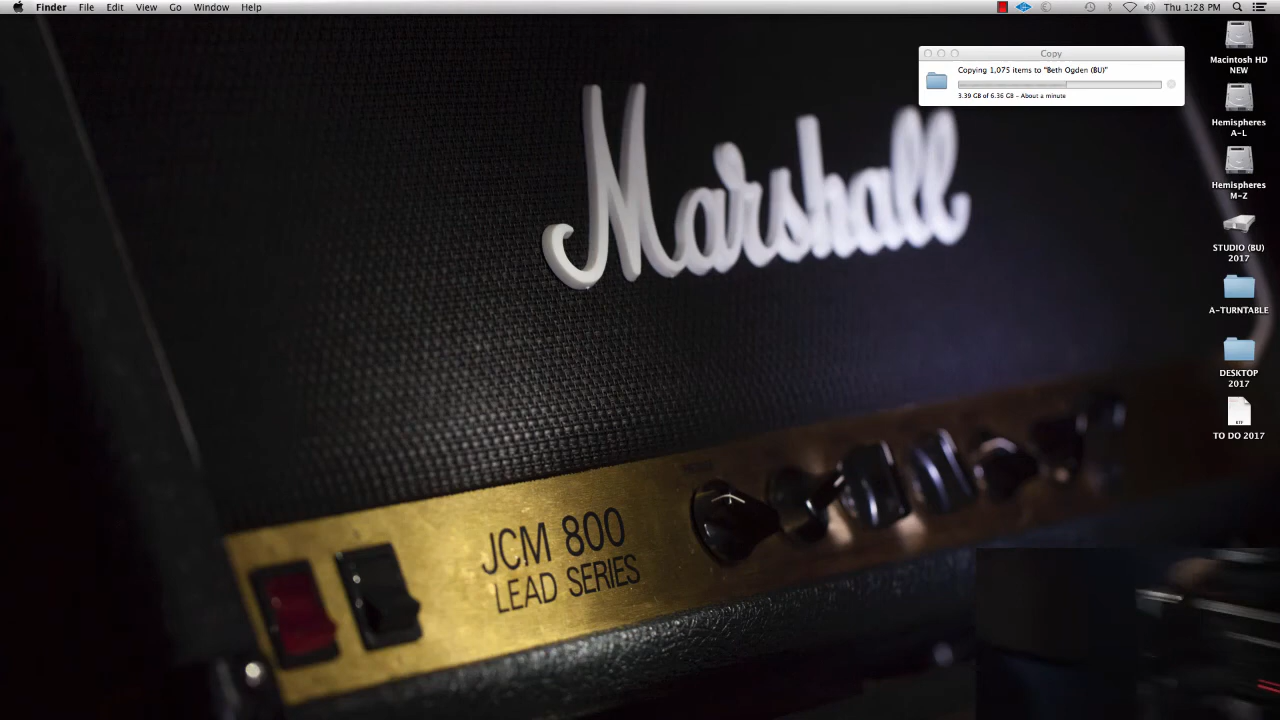 Finder File Edit View Go Window Help
Thu 1:28 PM
Copy
Copying 1,075 items to "Beth Ogden (BU)"
3.39 GB of 6.36 GB - About a minute
Macintosh HD
NEW
Hemispheres
A-L
Hemispheres
M-Z
STUDIO (BU)
2017
A-TURNTABLE
DESKTOP
2017
TO DO 2017
Marshall
JCM 800
LEAD SERIES